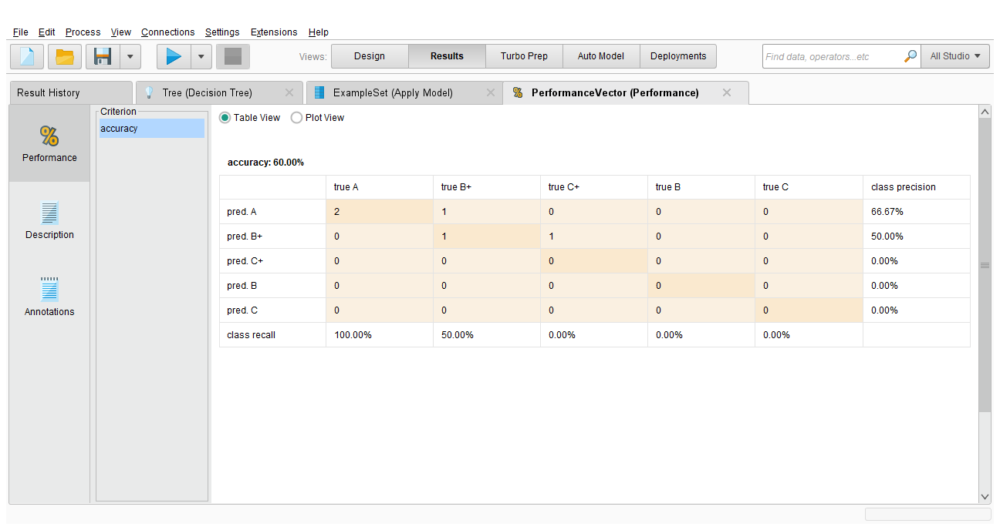 File Edit Process View Connections Settings Extensions Help
Views: Design Results Turbo Prep Auto Model Deployments Find data, operators...etc All Studio
Result History Tree (Decision Tree) ExampleSet (Apply Model) % PerformanceVector (Performance)
%
Performance
Description
Annotations
Criterion
accuracy
Table View Plot View
accuracy: 60.00%
true A true B+ true C+ true B true C class precision
pred. A 2 1 0 0 0 66.67%
pred. B+ 0 1 1 0 0 50.00%
pred. C+ 0 0 0 0 0 0.00%
pred. B 0 0 0 0 0 0.00%
pred. C 0 0 0 0 0 0.00%
class recall 100.00% 50.00% 0.00% 0.00% 0.00%